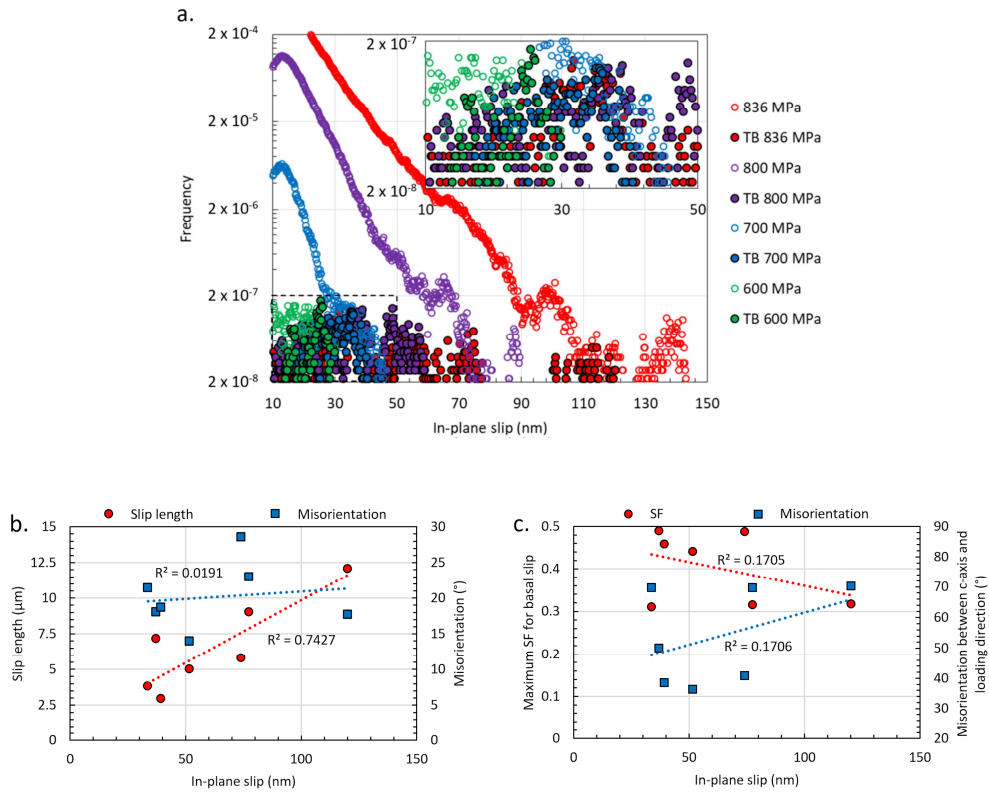 a.
2 x 10-4
2 x 10-5
2 x 10-6
2 x 10-7
2 x 10-8
Frequency
10 30 50 70 90 110 130 150
In-plane slip (nm)
2 x 10-7
2 x 10-8
10 30 50
836 MPa
TB 836 MPa
800 MPa
TB 800 MPa
700 MPa
TB 700 MPa
600 MPa
TB 600 MPa
b.
Slip length Misorientation
15
12.5
10
7.5
5
2.5
0
Slip length (µm)
30
25
20
15
10
5
0
Misorientation (°)
R² = 0.0191
R² = 0.7427
0 50 100 150
In-plane slip (nm)
c.
SF Misorientation
0.5
0.4
0.3
0.2
0.1
0
Maximum SF for basal slip
90
80
70
60
50
40
30
20
Misorientation between c-axis and
loading direction (°)
R² = 0.1705
R² = 0.1706
0 50 100 150
In-plane slip (nm)